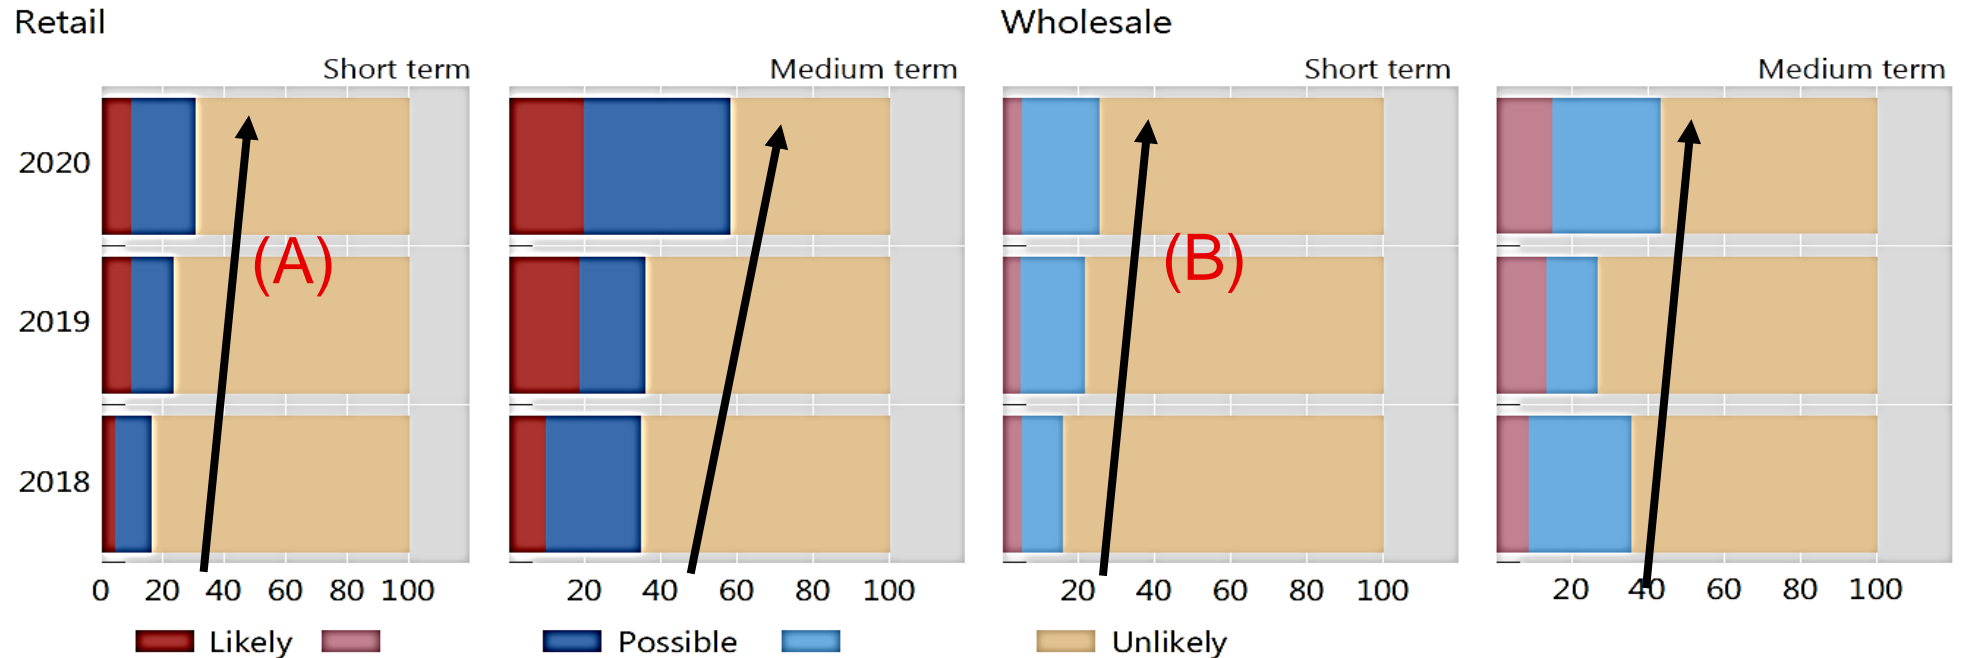 Retail
Wholesale
Short term
Medium term
Short term
Medium term
2020
(A)
(B)
2019
2018
0 20 40 60 80 100
20 40 60 80 100
20 40 60 80 100
20 40 60 80 100
Likely
Possible
Unlikely